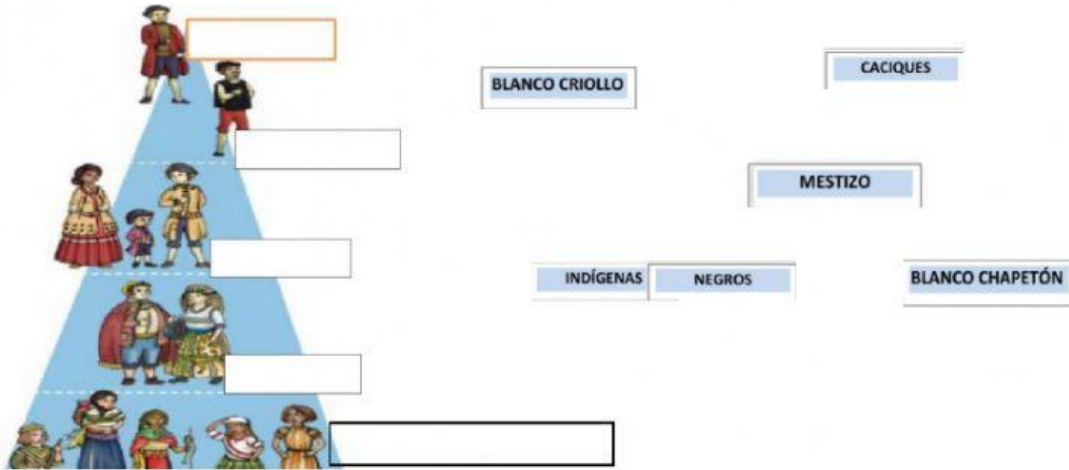 BLANCO CRIOLLO
CACIQUES
MESTIZO
INDÍGENAS
NEGROS
BLANCO CHAPETÓN